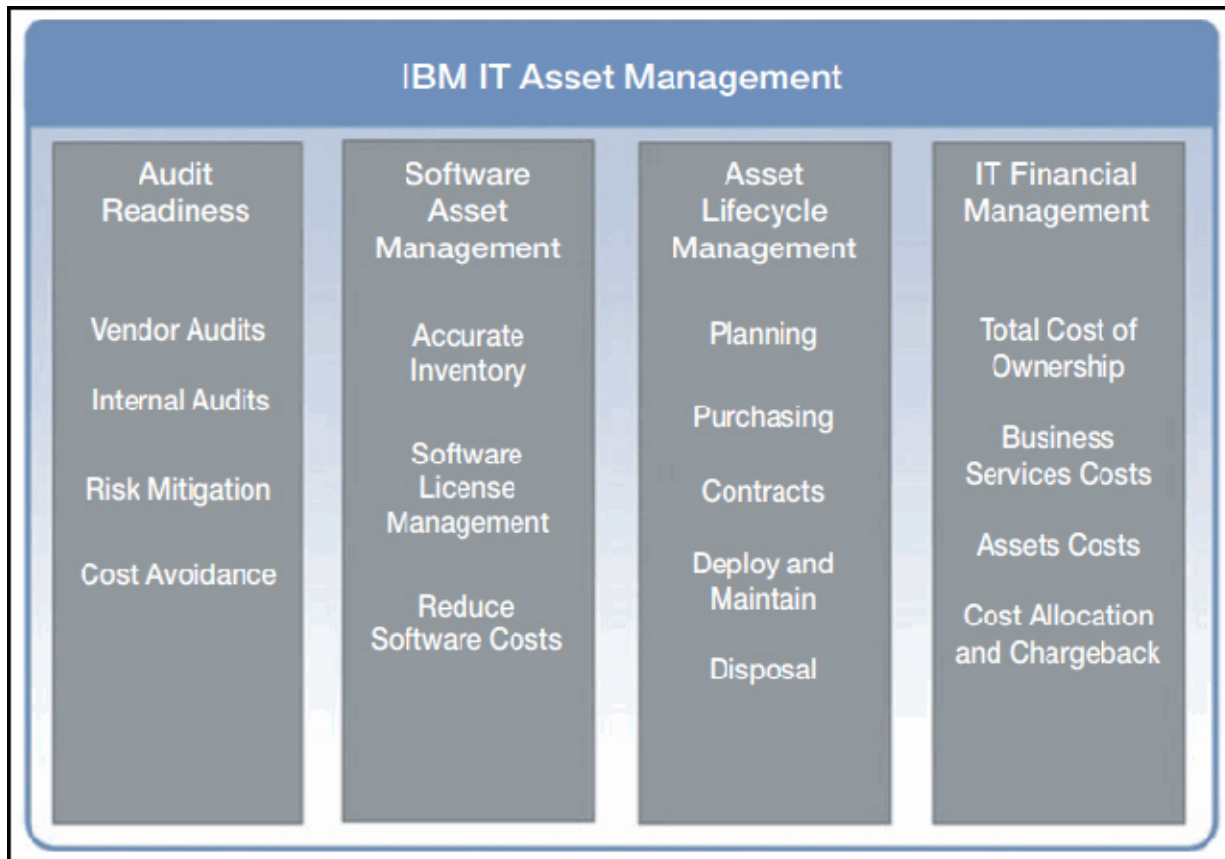 IBM IT Asset Management
Audit
Readiness
Vendor Audits
Internal Audits
Risk Mitigation
Cost Avoidance
Software
Asset
Management
Accurate
Inventory
Software
License
Management
Reduce
Software Costs
Asset
Lifecycle
Management
Planning
Purchasing
Contracts
Deploy and
Maintain
Disposal
IT Financial
Management
Total Cost of
Ownership
Business
Services Costs
Assets Costs
Cost Allocation
and Chargeback